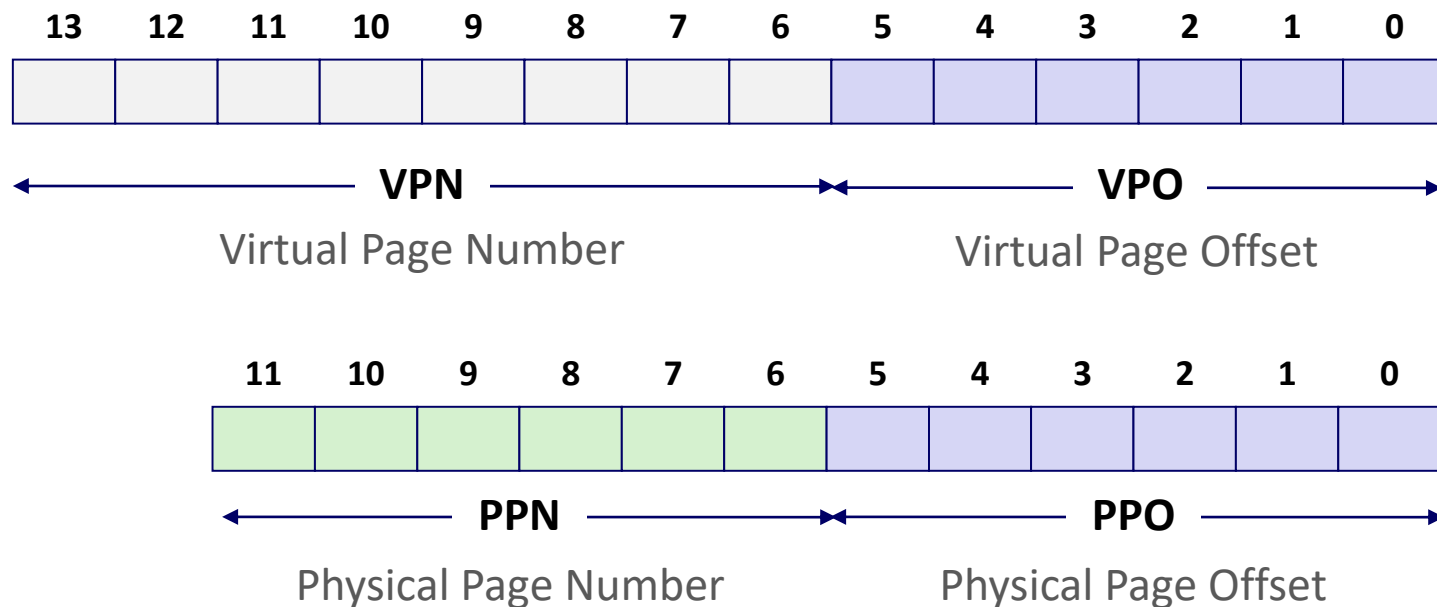 13 12 11 10 9 8 7 6 5 4 3 2 1 0
VPN VPO
Virtual Page Number Virtual Page Offset
11 10 9 8 7 6 5 4 3 2 1 0
PPN PPO
Physical Page Number Physical Page Offset